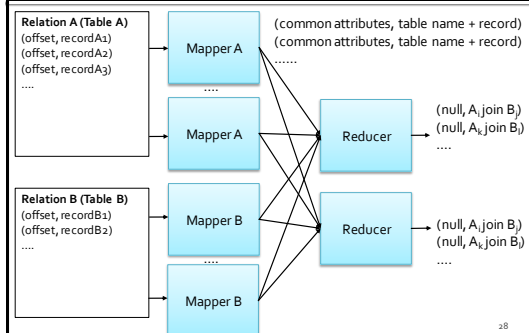 Relation A (Table A)
(offset, recordA1)
(offset, recordA2)
(offset, recordA3)
....
Mapper A
....
Mapper A
(common attributes, table name + record)
(common attributes, table name + record)
......
Relation B (Table B)
(offset, recordB1)
(offset, recordB2)
....
Mapper B
....
Mapper B
Reducer
(null, Ai join Bj)
(null, Ak join Bl)
....
Reducer
(null, Ai join Bj)
(null, Ak join Bl)
....
28